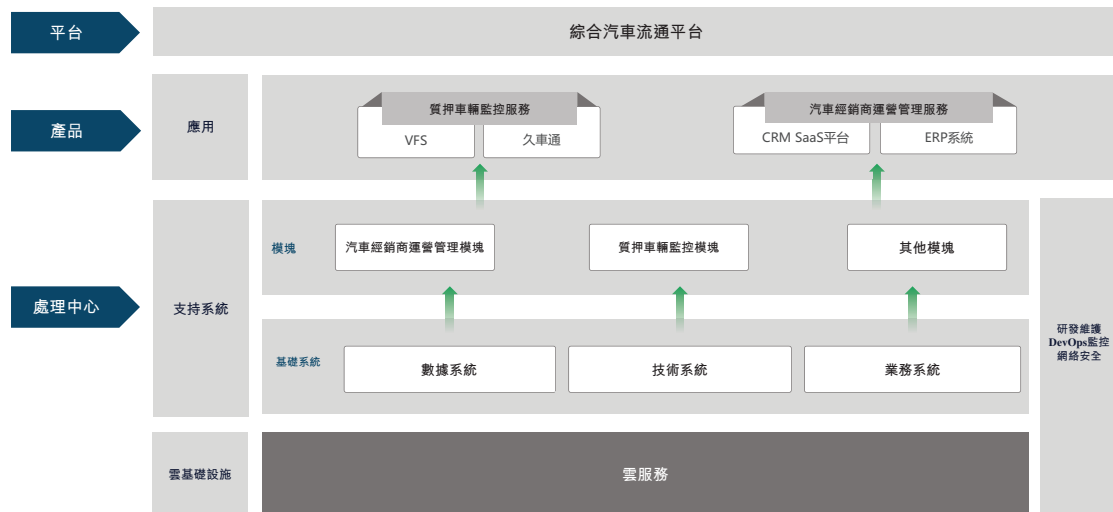 平台
綜合汽車流通平台
產品
應用
質押車輛監控服務
VFS
久車通
汽車經銷商運營管理服務
CRM SaaS平台
ERP系統
處理中心
支持系統
模塊
汽車經銷商運營管理模塊
質押車輛監控模塊
其他模塊
基礎系統
數據系統
技術系統
業務系統
研發維護
DevOps監控
網絡安全
雲基礎設施
雲服務